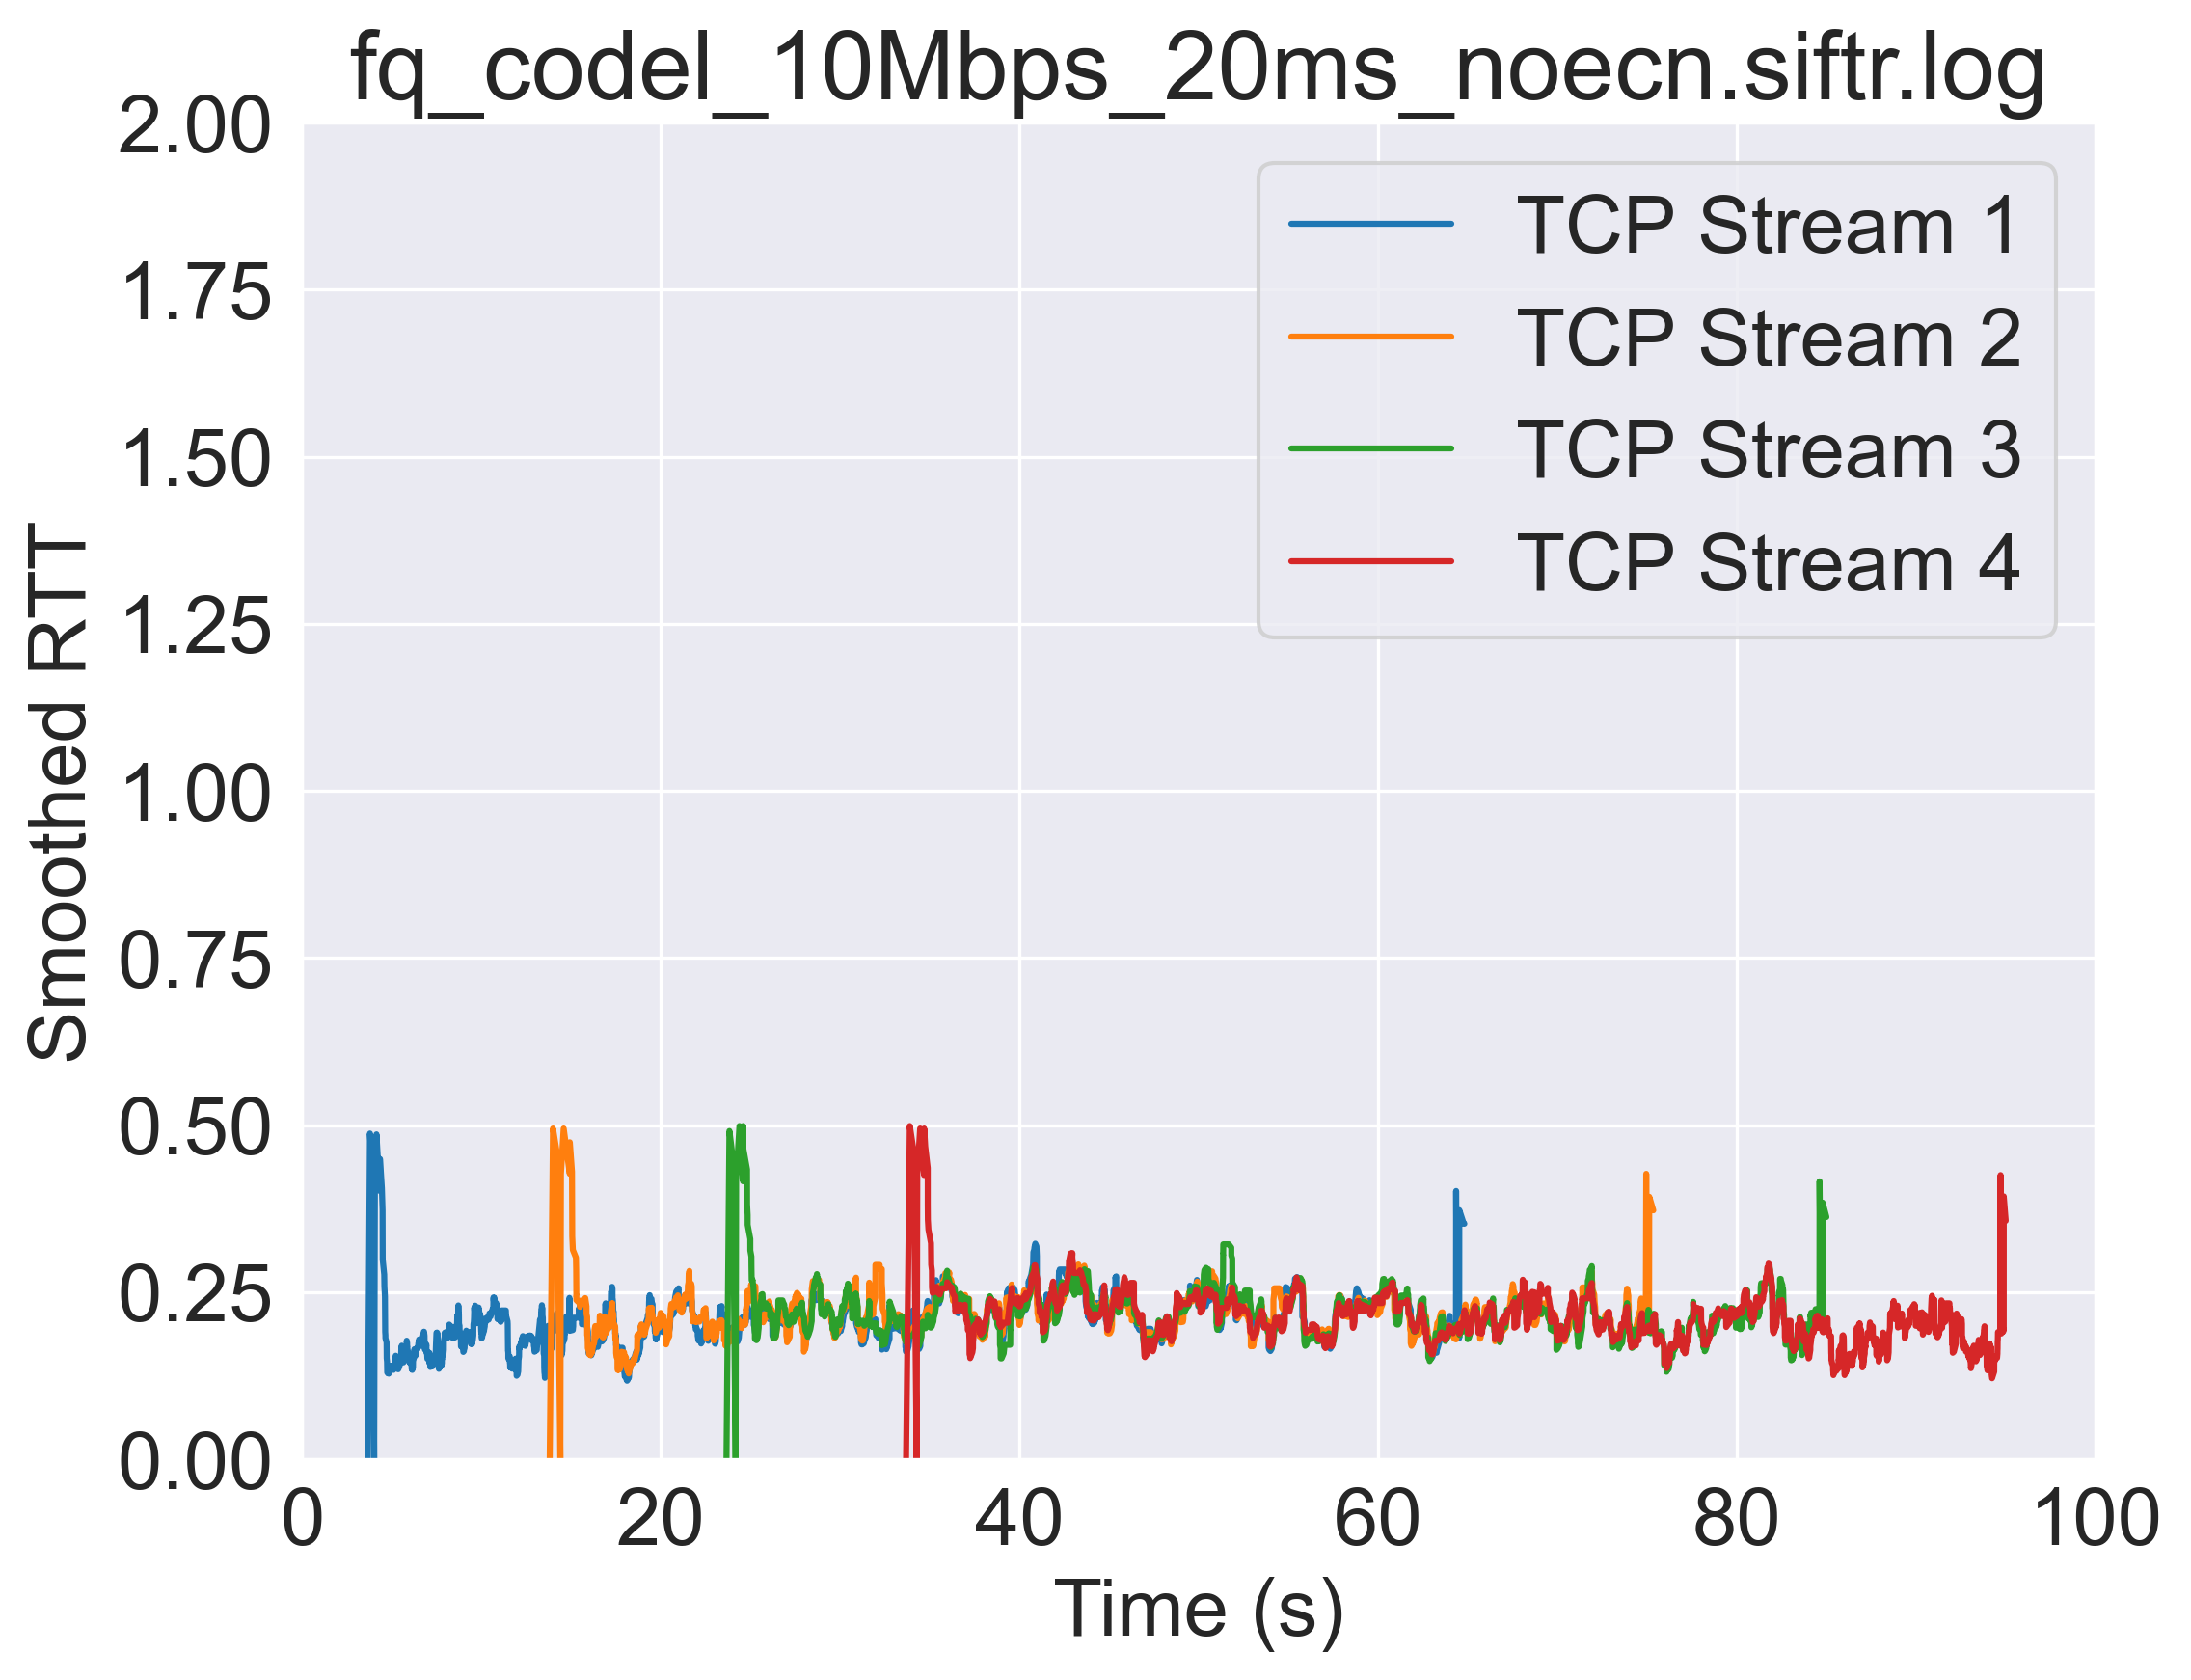 fq_codel_10Mbps_20ms_noecn.siftr.log
2.00
1.75
1.50
1.25
1.00
0.75
0.50
0.25
0.00
Smoothed RTT
TCP Stream 1
TCP Stream 2
TCP Stream 3
TCP Stream 4
0 20 40 60 80 100
Time (s)